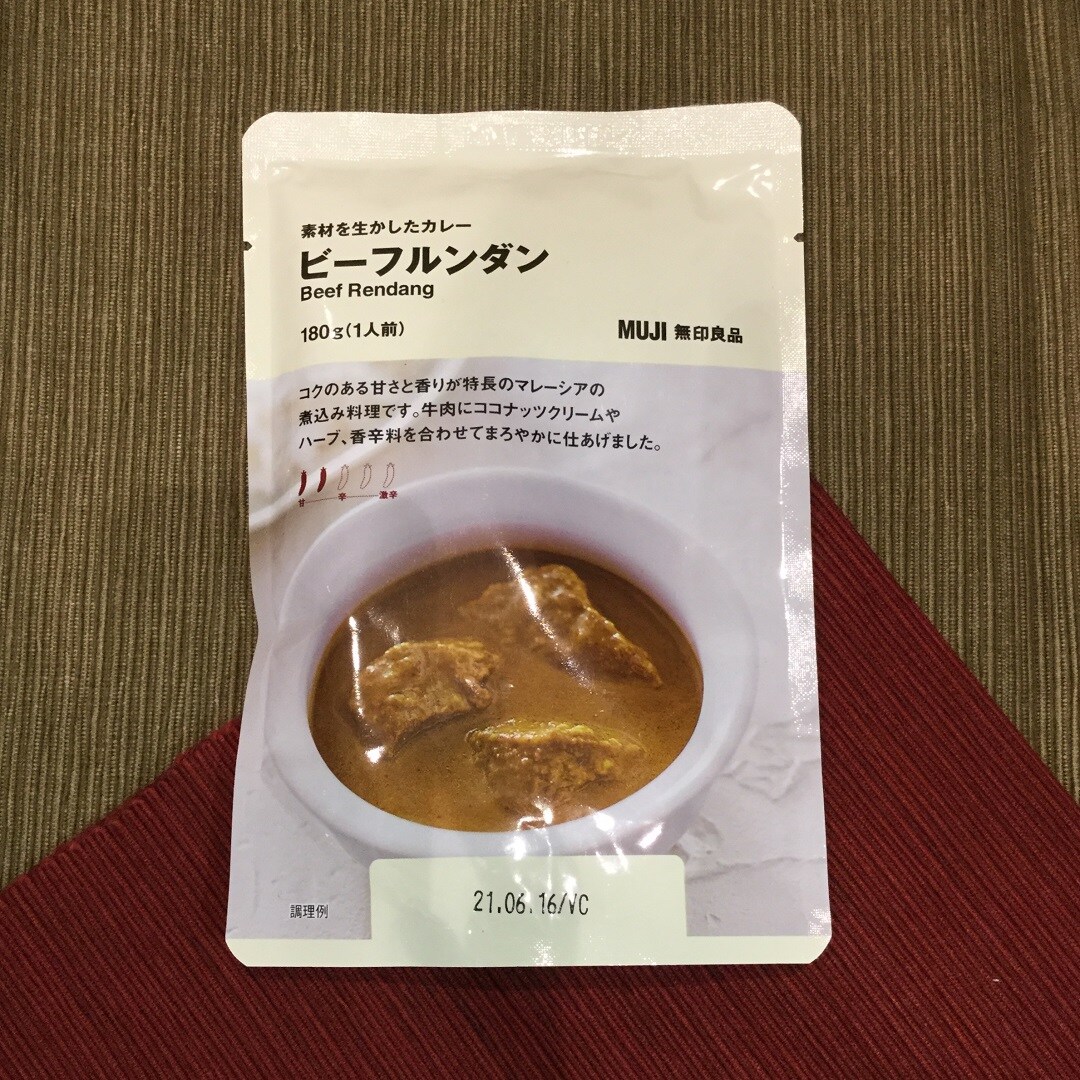 素材を生かしたカレー
ビーフルンダン
Beef Rendang
180g(1人前)
MUJI 無印良品
コクのある甘さと香りが特長のマレーシアの
煮込み料理です。牛肉にココナッツクリームや
ハーブ、香辛料を合わせてまろやかに仕あげました。
甘 辛 激辛
調理例
21.06.16/VC